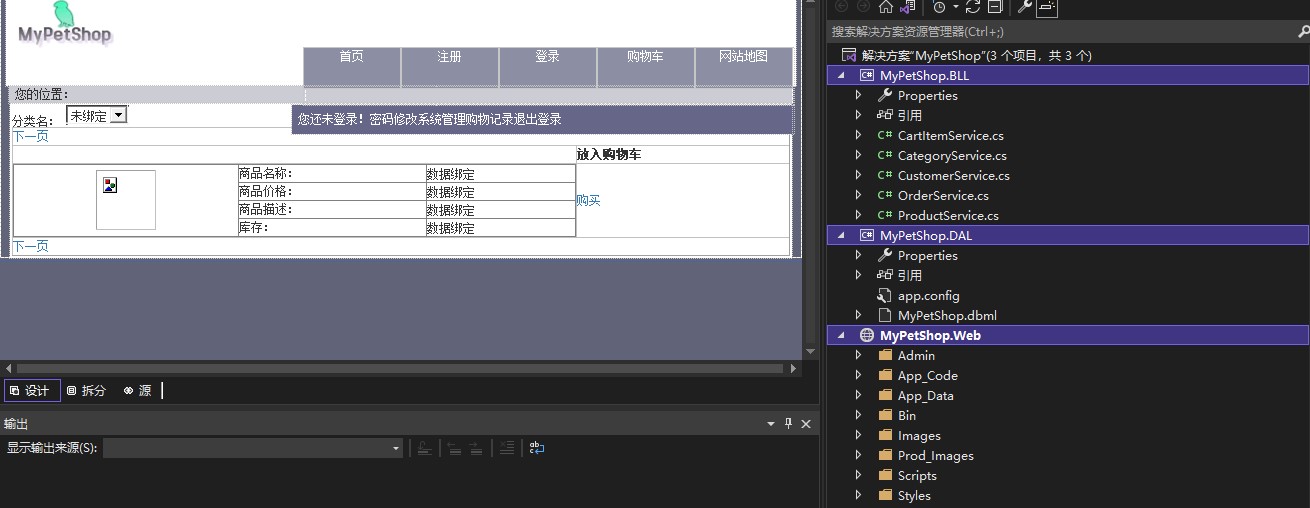 MyPetShop
首页 注册 登录 购物车 网站地图
您的位置：
分类名： 未绑定
您还未登录！密码修改系统管理购物记录退出登录
下一页
放入购物车
商品名称： 数据绑定
商品价格： 数据绑定
购买
商品描述： 数据绑定
库存： 数据绑定
下一页
设计 拆分 源
输出
显示输出来源(S):
搜索解决方案资源管理器(Ctrl+;)
解决方案"MyPetShop"(3 个项目，共 3 个)
MyPetShop.BLL
Properties
引用
CartItemService.cs
CategoryService.cs
CustomerService.cs
OrderService.cs
ProductService.cs
MyPetShop.DAL
Properties
引用
app.config
MyPetShop.dbml
MyPetShop.Web
Admin
App_Code
App_Data
Bin
Images
Prod_Images
Scripts
Styles